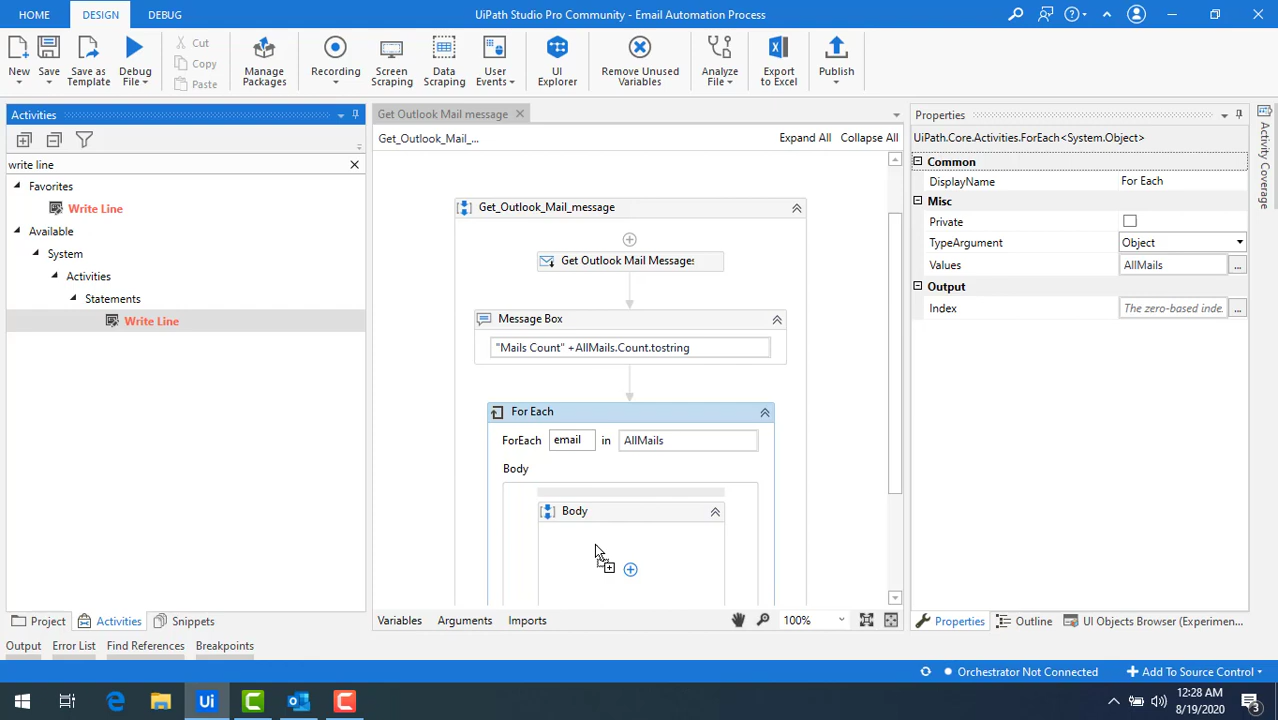 HOME
DESIGN
DEBUG
UiPath Studio Pro Community - Email Automation Process
New
Save
Save as Template
Debug File
Cut
Copy
Paste
Manage Packages
Recording
Screen Scraping
Data Scraping
User Events
UI Explorer
Remove Unused Variables
Analyze File
Export to Excel
Publish
Activities
write line
Favorites
Write Line
Available
System
Activities
Statements
Write Line
Project
Activities
Snippets
Get Outlook Mail message
Get_Outlook_Mail_...
Expand All
Collapse All
Get_Outlook_Mail_message
Get Outlook Mail Messages
Message Box
"Mails Count" +AllMails.Count.tostring
For Each
ForEach email in AllMails
Body
Body
Variables
Arguments
Imports
100%
Properties
UiPath.Core.Activities.ForEach<System.Object>
Common
DisplayName For Each
Misc
Private
TypeArgument Object
Values AllMails ...
Output
Index The zero-based inde. ...
Activity Coverage
Properties
Outline
UI Objects Browser (Experimen...
Output
Error List
Find References
Breakpoints
Orchestrator Not Connected
Add To Source Control
Ui
12:28 AM
8/19/2020
3